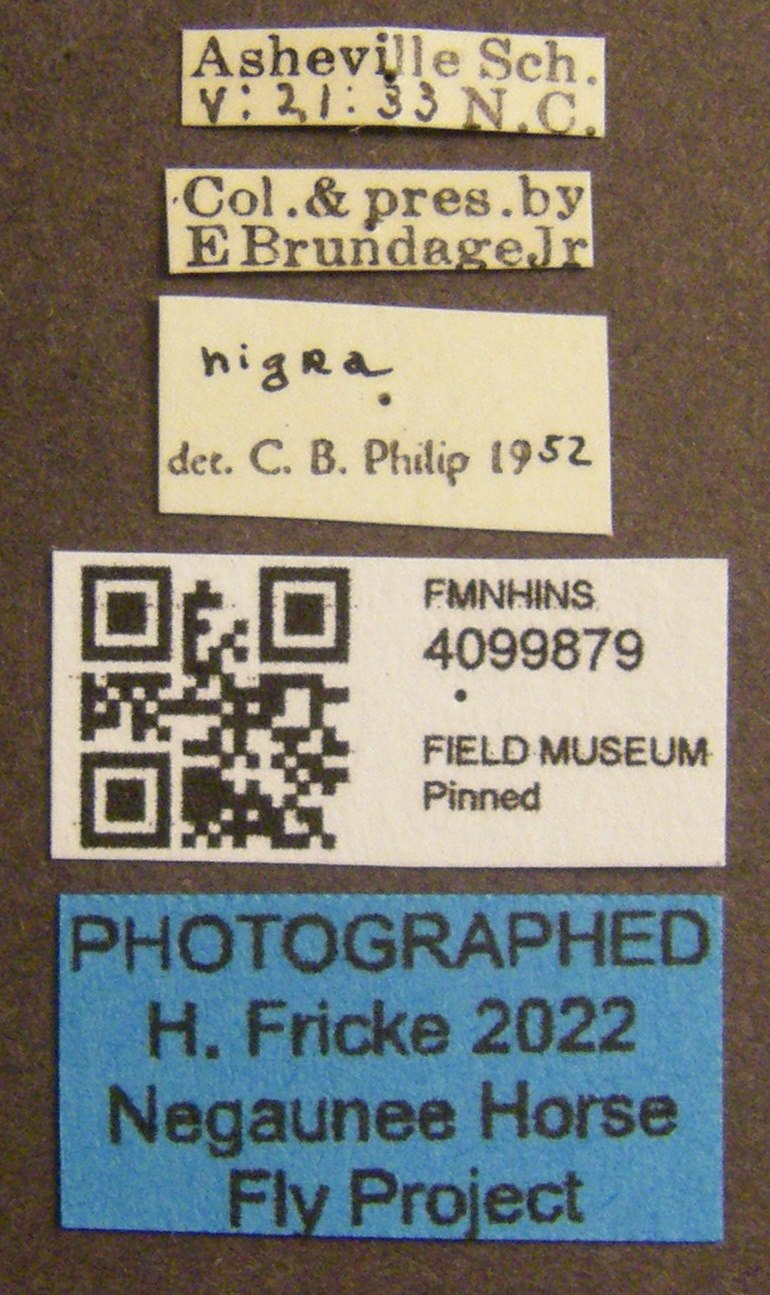 Asheville Sch.
V: 21: 33 N.C.
Col.& pres.by
E Brundage Jr
nigra
det. C. B. Philip 1952
FMNHINS
4099879
FIELD MUSEUM
Pinned
PHOTOGRAPHED
H. Fricke 2022
Negaunee Horse
Fly Project